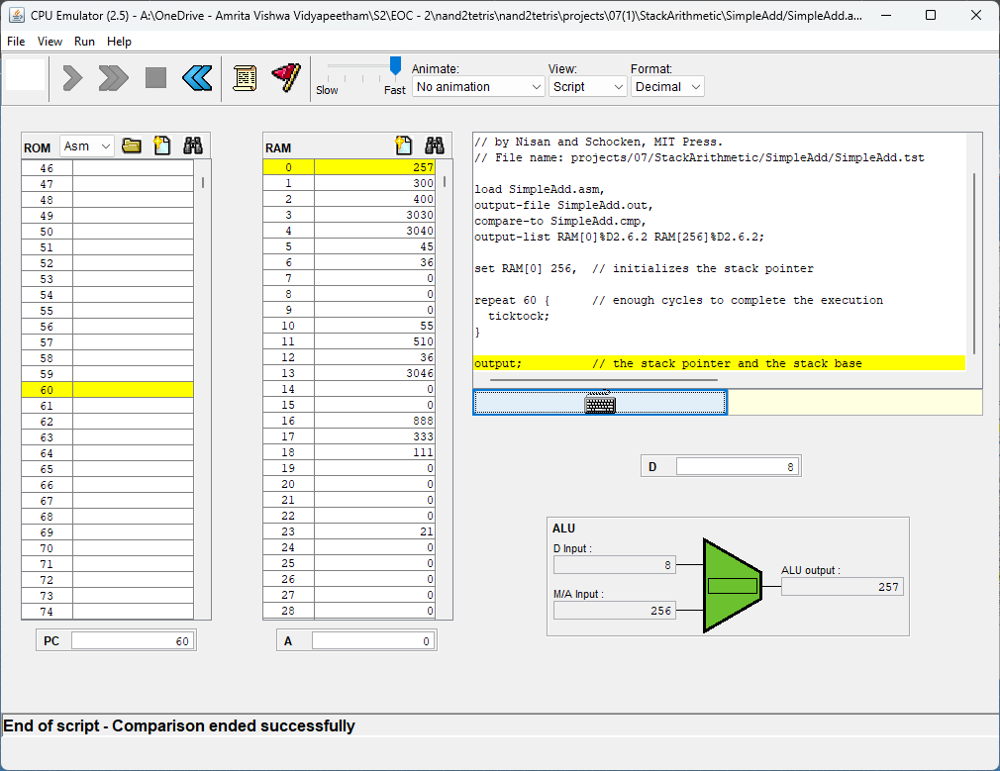 CPU Emulator (2.5) - A:\OneDrive - Amrita Vishwa Vidyapeetham\S2\EOC - 2\nand2tetris\nand2tetris\projects\07(1)\StackArithmetic\SimpleAdd/SimpleAdd.a...
File View Run Help
Slow Fast
Animate:
No animation
View:
Script
Format:
Decimal
ROM Asm
46
47
48
49
50
51
52
53
54
55
56
57
58
59
60
61
62
63
64
65
66
67
68
69
70
71
72
73
74
PC 60
RAM
0 257
1 300
2 400
3 3030
4 3040
5 45
6 36
7 0
8 0
9 0
10 55
11 510
12 36
13 3046
14 0
15 0
16 888
17 333
18 111
19 0
20 0
21 0
22 0
23 21
24 0
25 0
26 0
27 0
28 0
A 0
// by Nisan and Schocken, MIT Press.
// File name: projects/07/StackArithmetic/SimpleAdd/SimpleAdd.tst
load SimpleAdd.asm,
output-file SimpleAdd.out,
compare-to SimpleAdd.cmp,
output-list RAM[0]%D2.6.2 RAM[256]%D2.6.2;
set RAM[0] 256,  // initializes the stack pointer
repeat 60 {      // enough cycles to complete the execution
  ticktock;
}
output;          // the stack pointer and the stack base
D 8
ALU
D Input :
8
M/A Input :
256
ALU output :
257
End of script - Comparison ended successfully